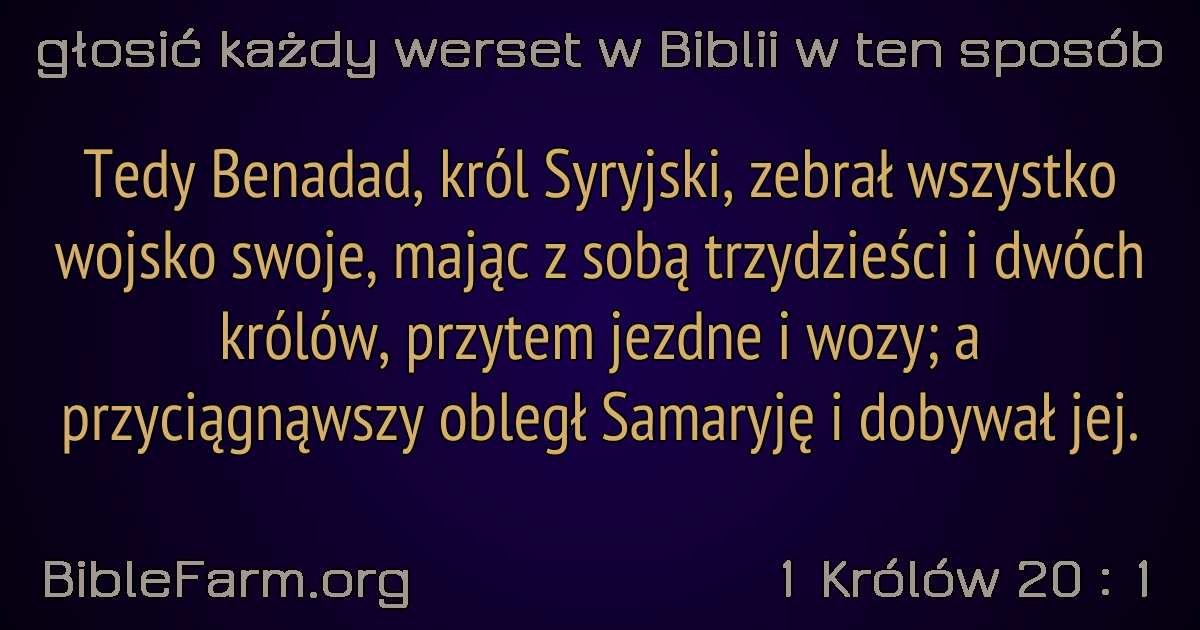 głosić każdy werset w Biblii w ten sposób
Tedy Benadad, król Syryjski, zebrał wszystko
wojsko swoje, mając z sobą trzydzieści i dwóch
królów, przytem jezdne i wozy; a
przyciągnąwszy obległ Samaryję i dobywał jej.
BibleFarm.org
1 Królów 20 : 1